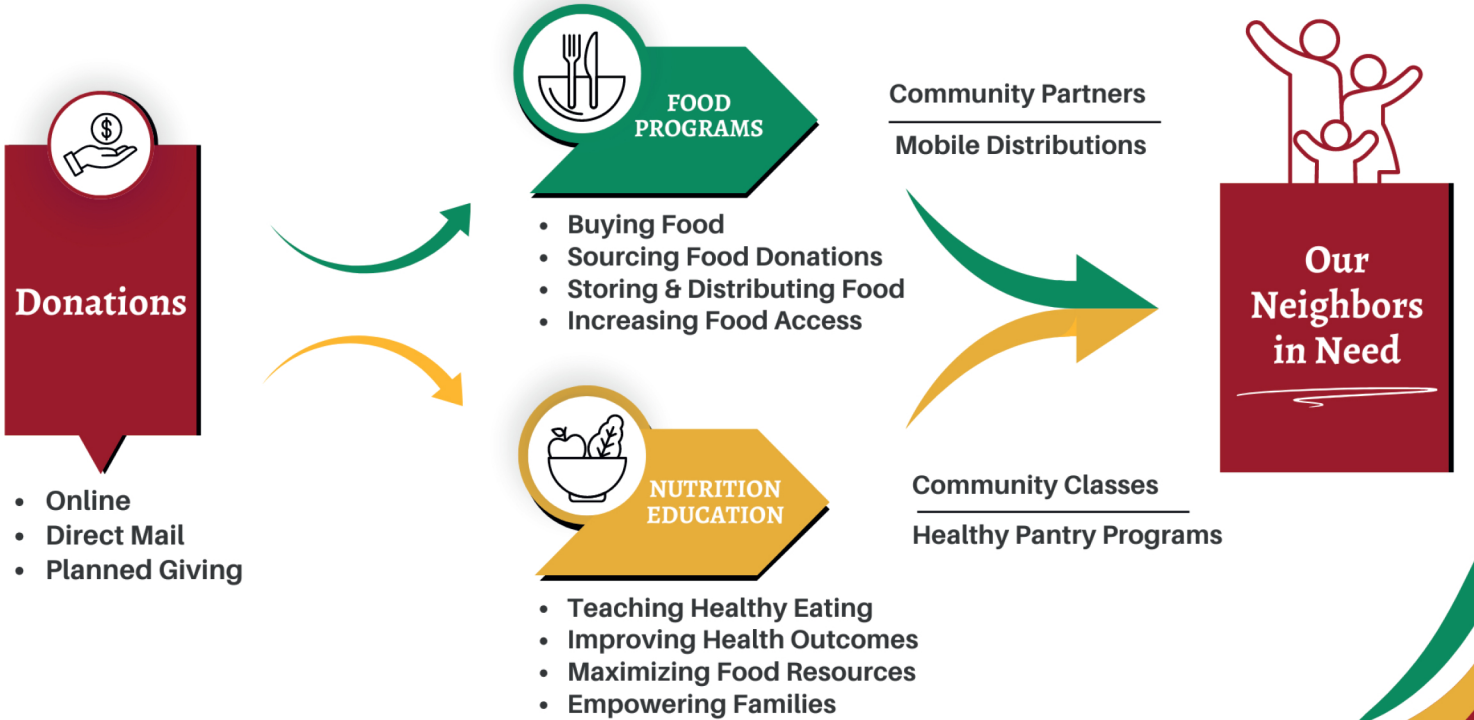 Donations
• Online
• Direct Mail
• Planned Giving
FOOD
PROGRAMS
• Buying Food
• Sourcing Food Donations
• Storing & Distributing Food
• Increasing Food Access
NUTRITION
EDUCATION
• Teaching Healthy Eating
• Improving Health Outcomes
• Maximizing Food Resources
• Empowering Families
Community Partners
Mobile Distributions
Community Classes
Healthy Pantry Programs
Our
Neighbors
in Need